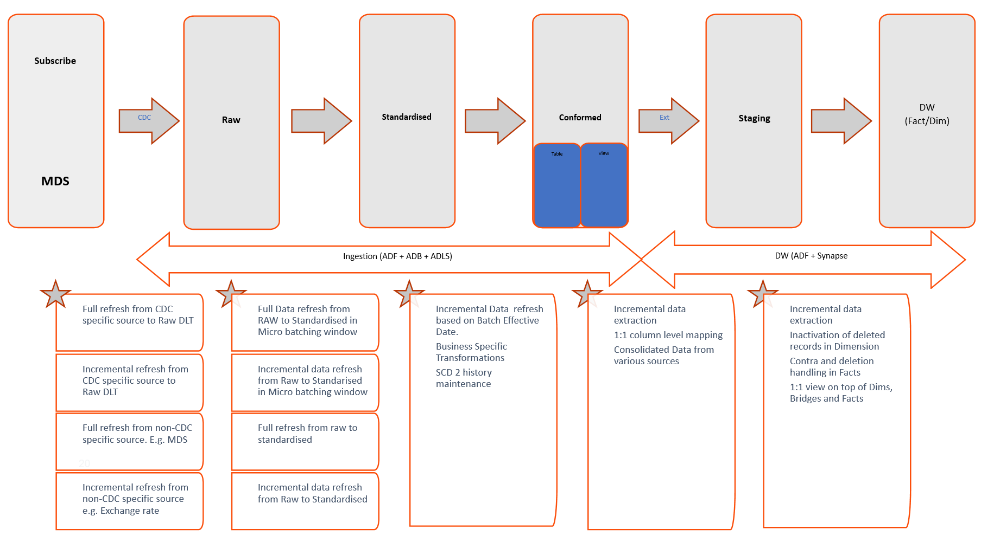 Subscribe
MDS
CDC
Raw
Standardised
Conformed
Table
View
Ext
Staging
DW
(Fact/Dim)
Ingestion (ADF + ADB + ADLS)
DW (ADF + Synapse
Full refresh from CDC
specific source to Raw DLT
Incremental refresh from
CDC specific source to
Raw DLT
Full refresh from non-CDC
specific source. E.g. MDS
20
Incremental refresh from
non-CDC specific source
e.g. Exchange rate
Full Data refresh from
RAW to Standardised in
Micro batching window
Incremental data refresh
from Raw to Standarised
in Micro batching window
Full refresh from raw to
standardised
Incremental data refresh
from Raw to Standardised
Incremental Data  refresh
based on Batch Effective
Date.
Business Specific
Transformations
SCD 2 history
maintenance
Incremental data
extraction
1:1 column level mapping
Consolidated Data from
various sources
Incremental data
extraction
Inactivation of deleted
records in Dimension
Contra and deletion
handling in Facts
1:1 view on top of Dims,
Bridges and Facts